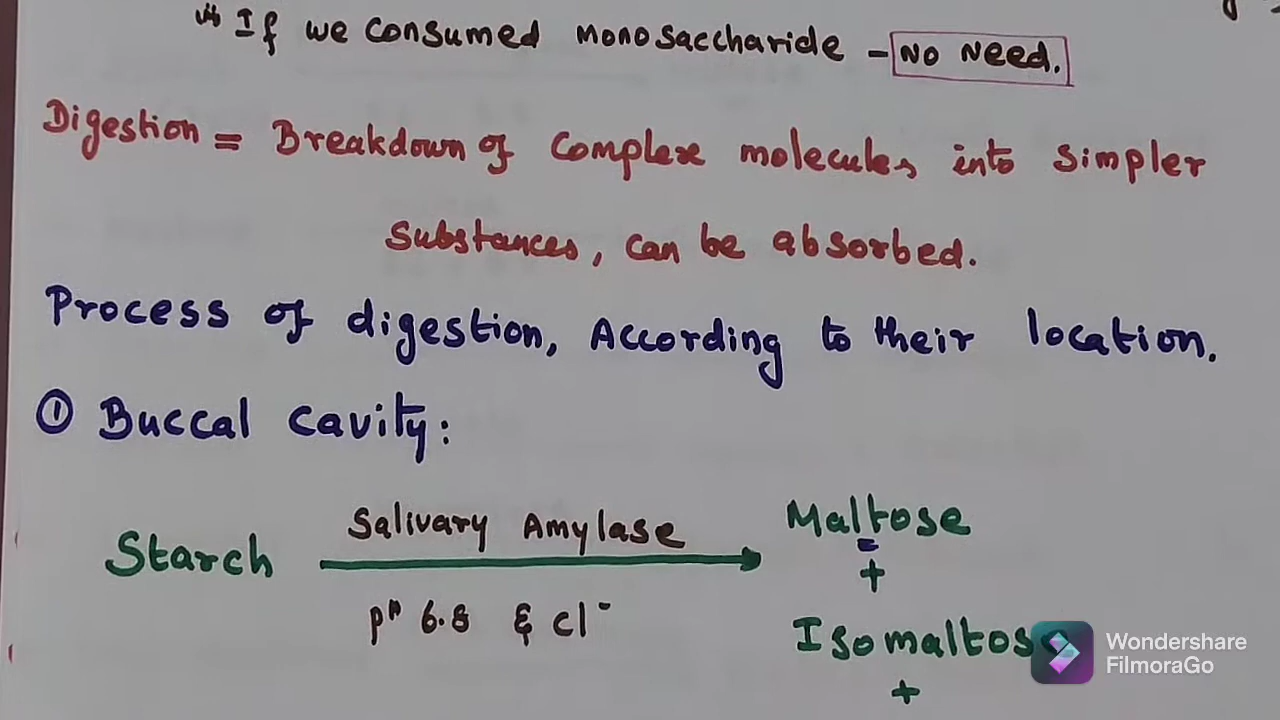 If we consumed monosaccharide - No Need.
Digestion = Breakdown of Complex molecules into simpler
substances, can be absorbed.
Process of digestion, According to their location.
① Buccal cavity:
Starch
Salivary Amylase
pH 6.8 & cl⁻
Maltose
+
Isomaltose
+
Wondershare
FilmoraGo